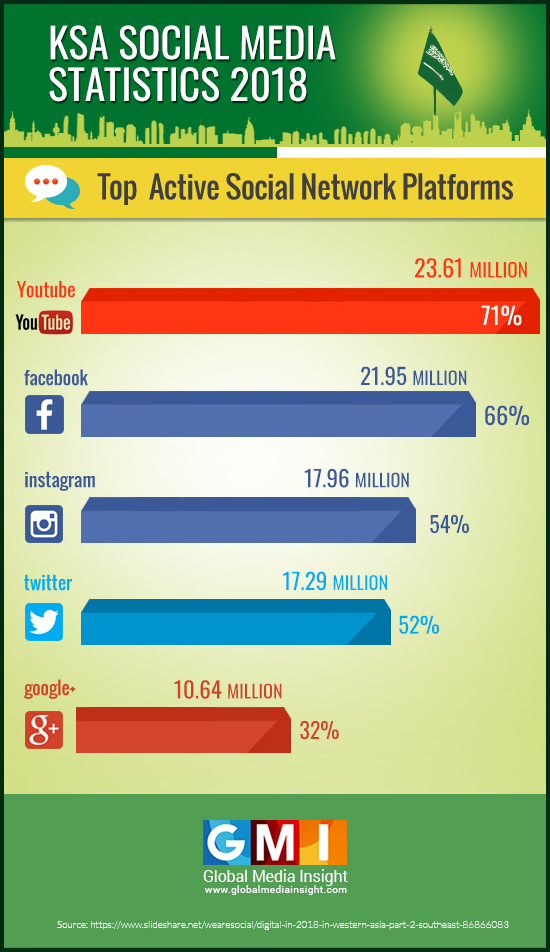 KSA SOCIAL MEDIA
STATISTICS 2018
Top Active Social Network Platforms
23.61 MILLION
Youtube
YouTube
71%
facebook
21.95 MILLION
f
66%
instagram
17.96 MILLION
54%
twitter
17.29 MILLION
52%
google+
10.64 MILLION
g+
32%
GMI
Global Media Insight
www.globalmediainsight.com
Source: https://www.slideshare.net/wearesocial/digital-in-2018-in-western-asia-part-2-southeast-86866083